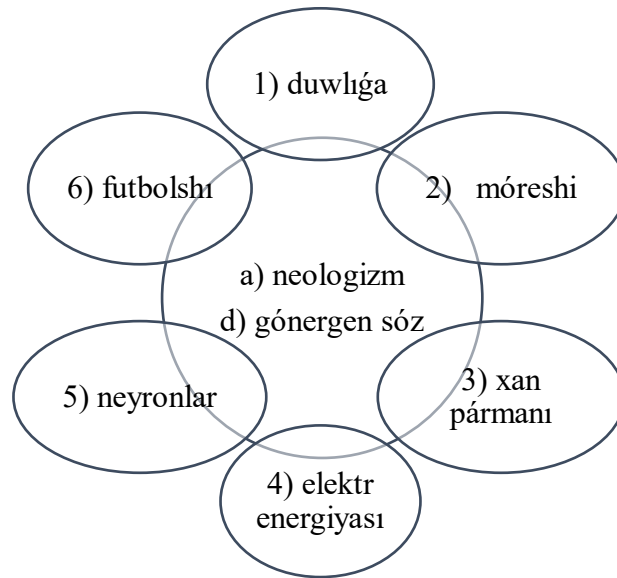 1) duwlıǵa
6) futbolshı
2) móreshi
a) neologizm
d) gónergen sóz
5) neyronlar
3) xan
pármanı
4) elektr
energiyası